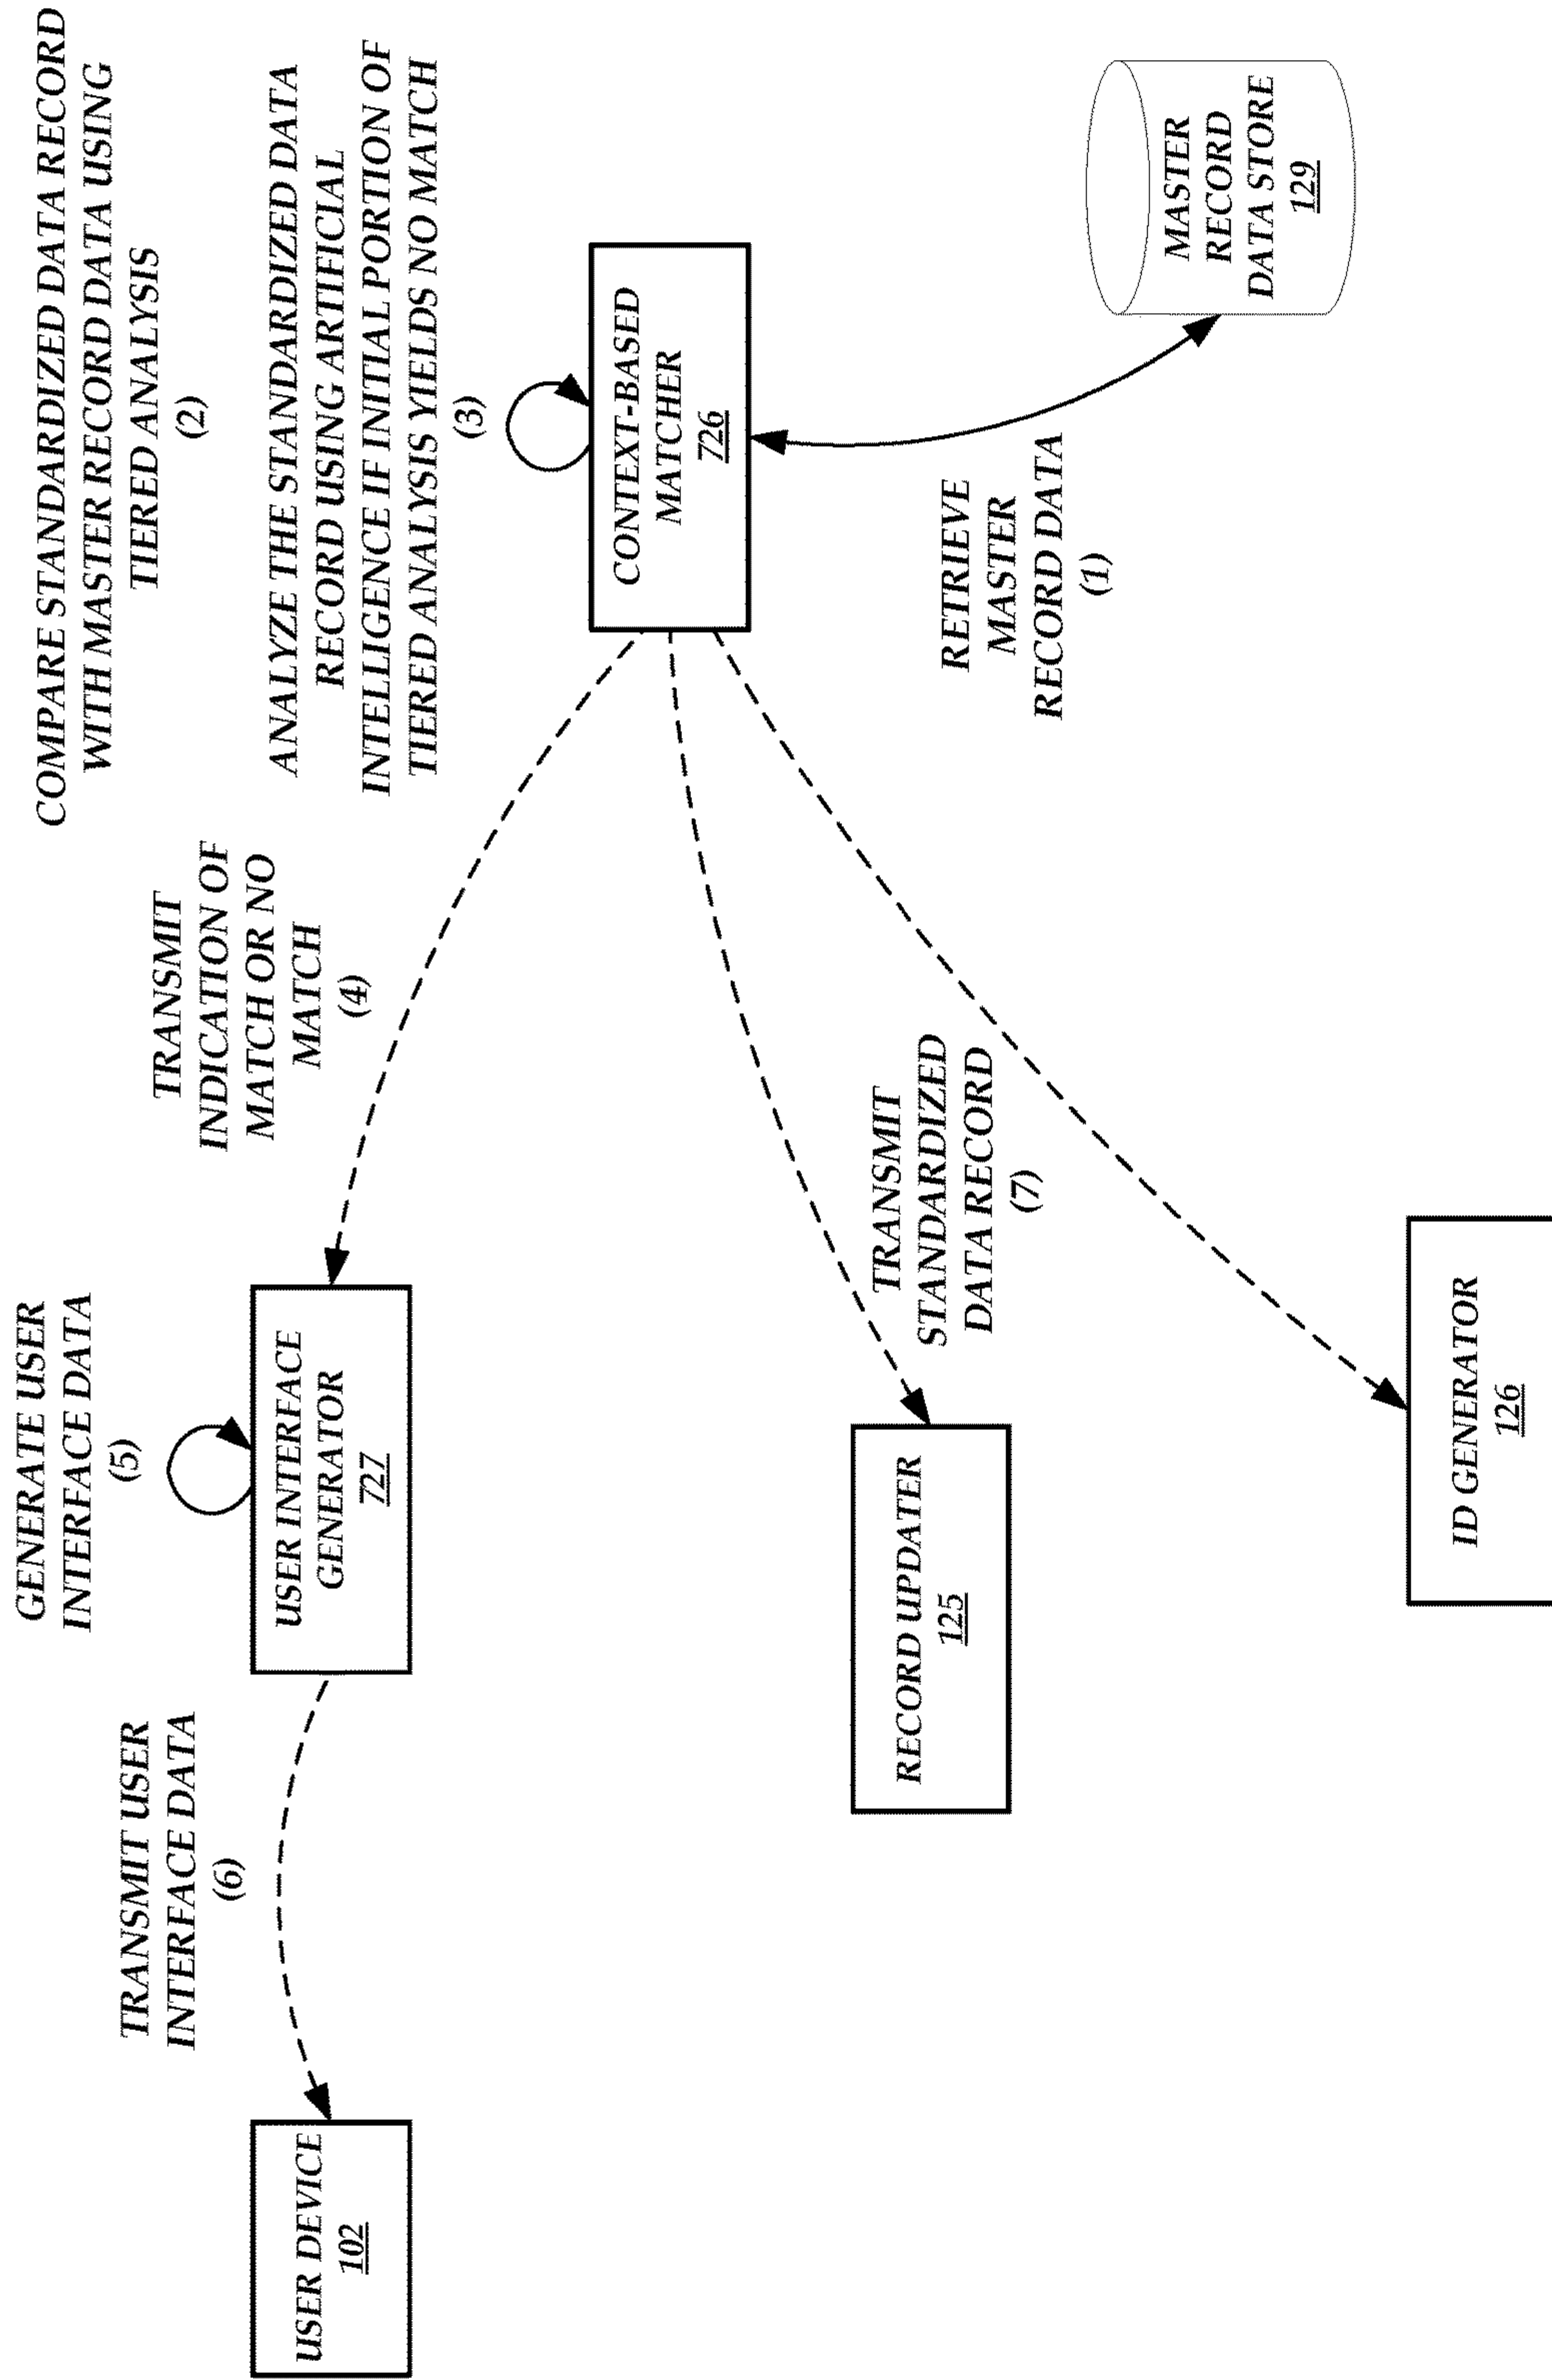 COMPARE STANDARDIZED DATA RECORD
WITH MASTER RECORD DATA USING
TIERED ANALYSIS
(2)
ANALYZE THE STANDARDIZED DATA
RECORD USING ARTIFICIAL
INTELLIGENCE IF INITIAL PORTION OF
TIERED ANALYSIS YIELDS NO MATCH
(3)
GENERATE USER
INTERFACE DATA
(5)
TRANSMIT USER
INTERFACE DATA
(6)
TRANSMIT
INDICATION OF
MATCH OR NO
MATCH
(4)
USER DEVICE
102
USER INTERFACE
GENERATOR
727
CONTEXT-BASED
MATCHER
726
RECORD UPDATER
125
TRANSMIT
STANDARDIZED
DATA RECORD
(7)
RETRIEVE
MASTER
RECORD DATA
(1)
MASTER
RECORD
DATA STORE
129
ID GENERATOR
126